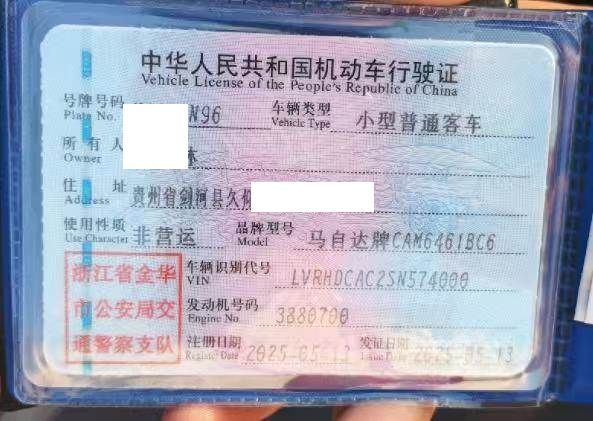 中华人民共和国机动车行驶证
Vehicle License of the People's Republic of China
号牌号码 N96 车辆类型 小型普通客车
Plate No. Vehicle Type
所有人 林
Owner
住址 贵州省剑河县久仰
Address
使用性质 非营运 品牌型号 马自达牌CAM6461BC6
Use Character Model
浙江省金华 车辆识别代号 LVRHDCAC2SN574000
VIN
市公安局交 发动机号码 3880700
Engine No.
通警察支队 注册日期 2025-05-13 发证日期 2025-05-13
Register Date Issue Date